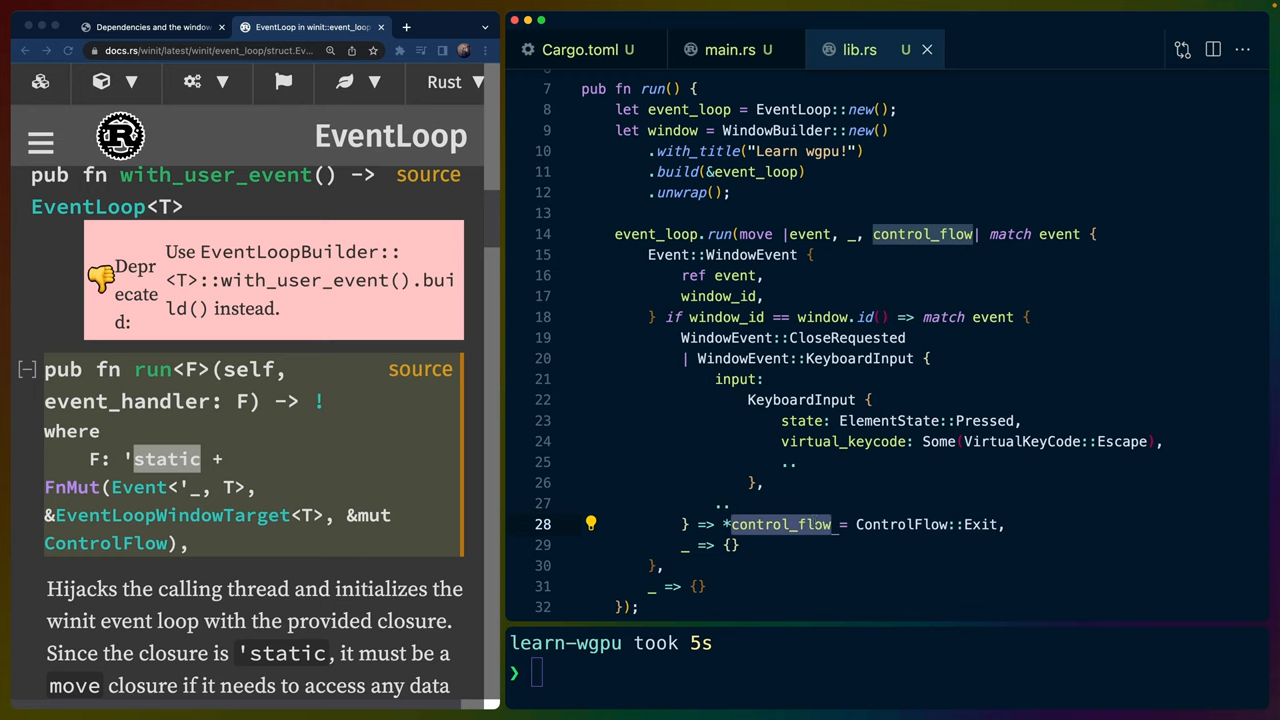 Dependencies and the window
EventLoop in winit::event_loop
docs.rs/winit/latest/winit/event_loop/struct.Ev...
Rust
EventLoop
pub fn with_user_event() -> source
EventLoop<T>
Deprecated:
Use EventLoopBuilder::
<T>::with_user_event().bui
ld() instead.
[-] pub fn run<F>(self, source
event_handler: F) -> !
where
F: 'static +
FnMut(Event<'_, T>,
&EventLoopWindowTarget<T>, &mut
ControlFlow),
Hijacks the calling thread and initializes the
winit event loop with the provided closure.
Since the closure is 'static, it must be a
move closure if it needs to access any data
Cargo.toml U
main.rs U
lib.rs U
6
7 pub fn run() {
8 let event_loop = EventLoop::new();
9 let window = WindowBuilder::new()
10 .with_title("Learn wgpu!")
11 .build(&event_loop)
12 .unwrap();
13
14 event_loop.run(move |event, _, control_flow| match event {
15 Event::WindowEvent {
16 ref event,
17 window_id,
18 } if window_id == window.id() => match event {
19 WindowEvent::CloseRequested
20 | WindowEvent::KeyboardInput {
21 input:
22 KeyboardInput {
23 state: ElementState::Pressed,
24 virtual_keycode: Some(VirtualKeyCode::Escape),
25 ..
26 },
27 ..
28 } => *control_flow = ControlFlow::Exit,
29 _ => {}
30 },
31 _ => {}
32 });
learn-wgpu took 5s
❯